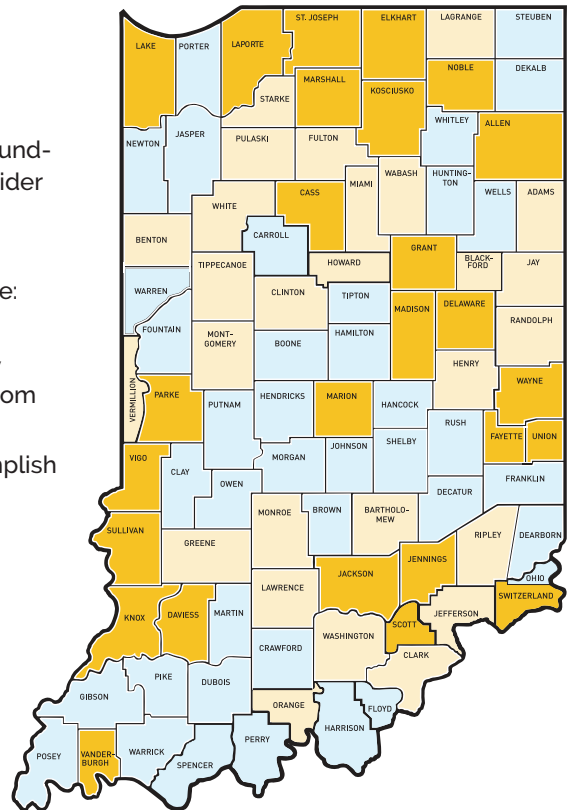 und-
ider
e:
om
plish
LAKE
PORTER
LAPORTE
ST. JOSEPH
ELKHART
LAGRANGE
STEUBEN
NOBLE
DEKALB
MARSHALL
STARKE
KOSCIUSKO
NEWTON
JASPER
PULASKI
FULTON
WHITLEY
ALLEN
WHITE
CASS
MIAMI
WABASH
HUNTING-
TON
WELLS
ADAMS
BENTON
CARROLL
TIPPECANOE
HOWARD
GRANT
BLACK-
FORD
JAY
WARREN
CLINTON
TIPTON
MADISON
DELAWARE
RANDOLPH
FOUNTAIN
MONT-
GOMERY
BOONE
HAMILTON
HENRY
WAYNE
VERMILLION
PARKE
PUTNAM
HENDRICKS
MARION
HANCOCK
RUSH
FAYETTE
UNION
VIGO
CLAY
OWEN
MORGAN
JOHNSON
SHELBY
DECATUR
FRANKLIN
SULLIVAN
GREENE
MONROE
BROWN
BARTHOLO-
MEW
RIPLEY
DEARBORN
OHIO
KNOX
DAVIESS
MARTIN
LAWRENCE
JACKSON
JENNINGS
SWITZERLAND
SCOTT
JEFFERSON
WASHINGTON
CLARK
CRAWFORD
GIBSON
PIKE
DUBOIS
ORANGE
FLOYD
HARRISON
POSEY
VANDER-
BURGH
WARRICK
SPENCER
PERRY